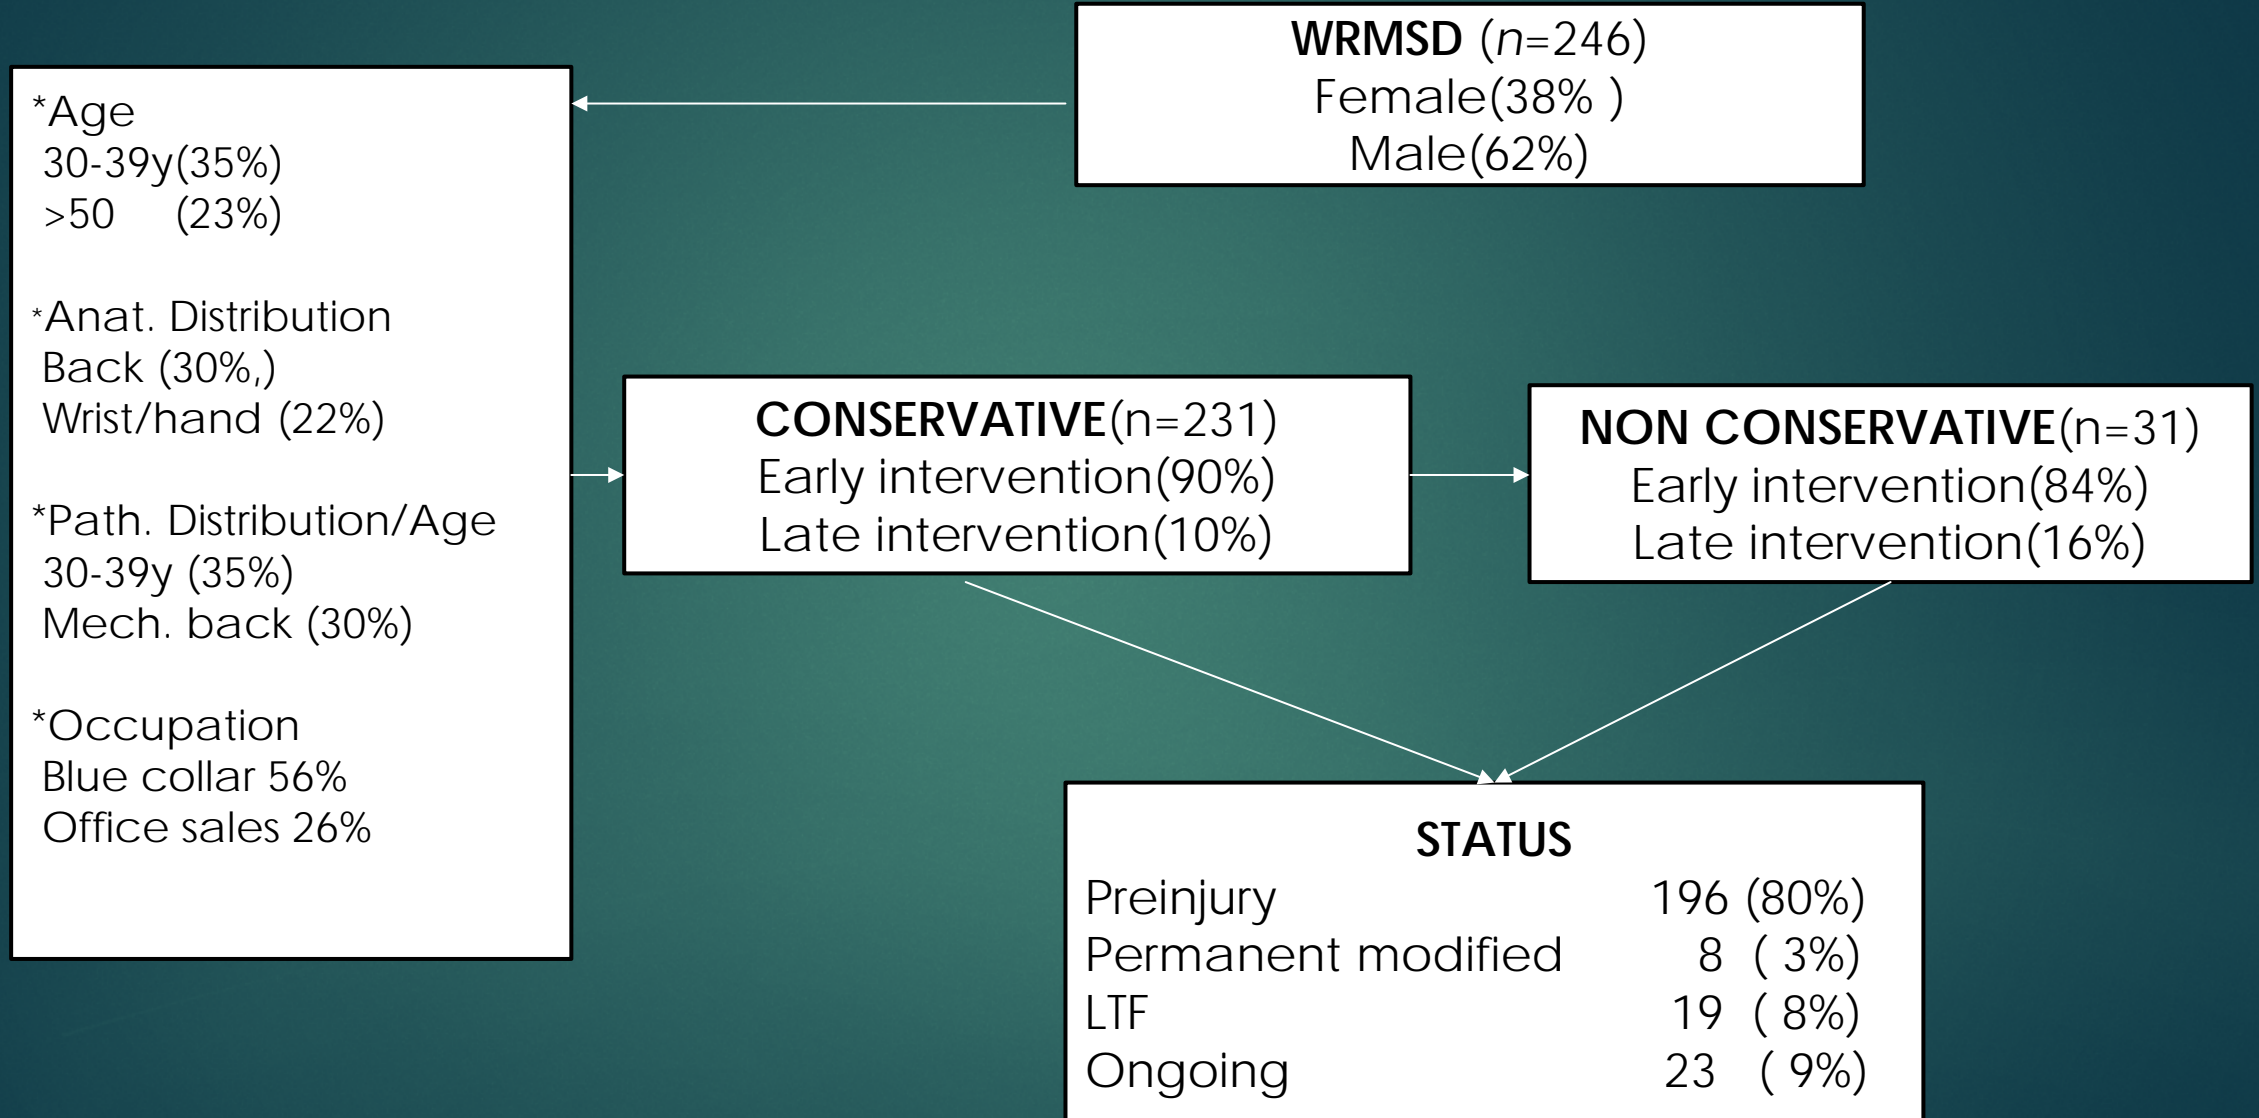 WRMSD (n=246)
Female(38% )
Male(62%)
*Age
30-39y(35%)
>50 (23%)
*Anat. Distribution
Back (30%,)
Wrist/hand (22%)
*Path. Distribution/Age
30-39y (35%)
Mech. back (30%)
*Occupation
Blue collar 56%
Office sales 26%
CONSERVATIVE(n=231)
Early intervention(90%)
Late intervention(10%)
NON CONSERVATIVE(n=31)
Early intervention(84%)
Late intervention(16%)
STATUS
Preinjury 196 (80%)
Permanent modified 8 ( 3%)
LTF 19 ( 8%)
Ongoing 23 ( 9%)